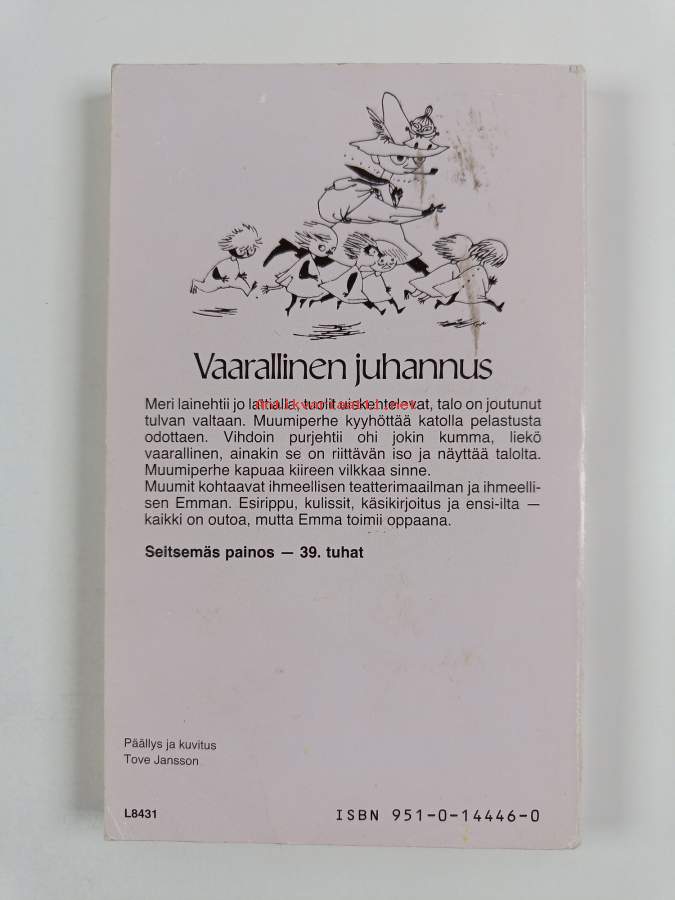 Vaarallinen juhannus
Meri lainehtii jo lattialla, tuolit uiskentelevat, talo on joutunut
tulvan valtaan. Muumiperhe kyyhöttää katolla pelastusta
odottaen. Vihdoin purjehtii ohi jokin kumma, liekö
vaarallinen, ainakin se on riittävän iso ja näyttää talolta.
Muumiperhe kapuaa kiireen vilkkaa sinne.
Muumit kohtaavat ihmeellisen teatterimaailman ja ihmeelli-
sen Emman. Esirippu, kulissit, käsikirjoitus ja ensi-ilta —
kaikki on outoa, mutta Emma toimii oppaana.
Seitsemäs painos — 39. tuhat
Päällys ja kuvitus
Tove Jansson
L8431
ISBN 951-0-14446-0